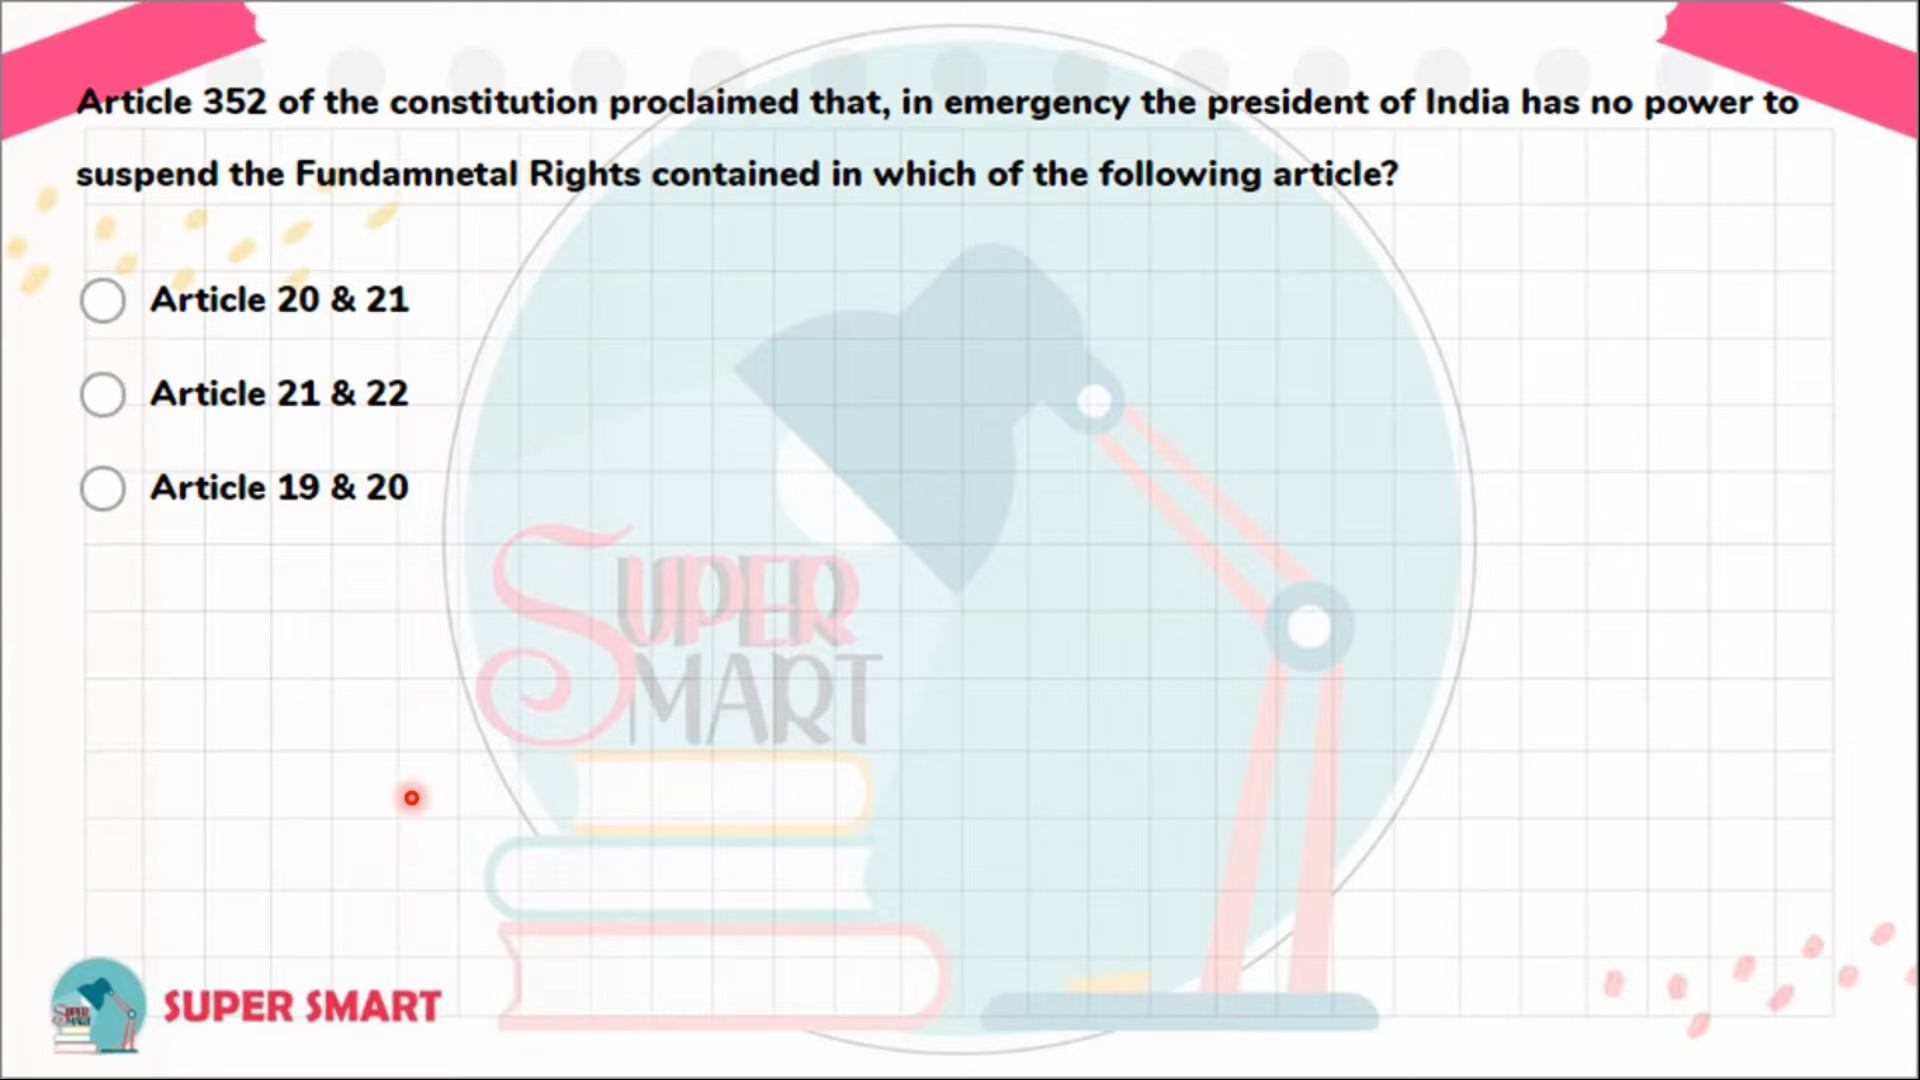 Article 352 of the constitution proclaimed that, in emergency the president of India has no power to
suspend the Fundamnetal Rights contained in which of the following article?
Article 20 & 21
Article 21 & 22
Article 19 & 20
SUPER
SMART
SUPER
SMART
SUPER SMART